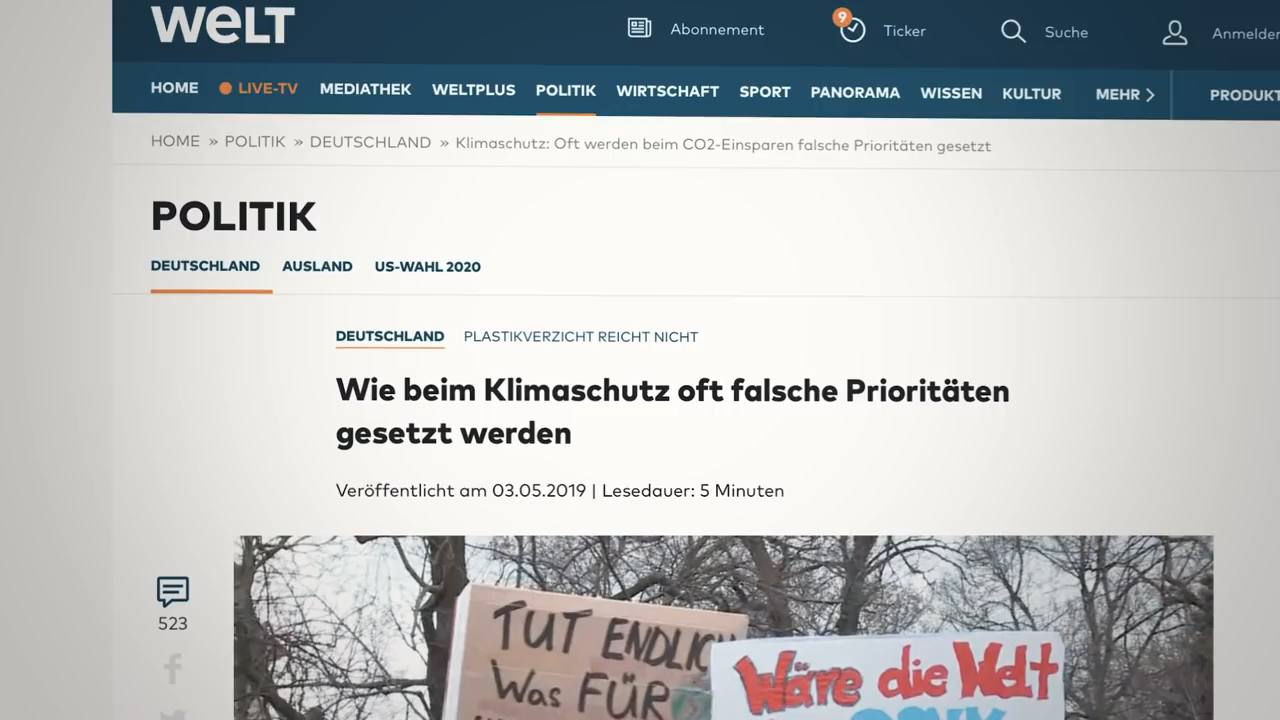 WELT
Abonnement
9
Ticker
Suche
HOME
LIVE-TV
MEDIATHEK
WELTPLUS
POLITIK
WIRTSCHAFT
SPORT
PANORAMA
WISSEN
KULTUR
MEHR
HOME » POLITIK » DEUTSCHLAND » Klimaschutz: Oft werden beim CO2-Einsparen falsche Prioritäten gesetzt
POLITIK
DEUTSCHLAND
AUSLAND
US-WAHL 2020
DEUTSCHLAND
PLASTIKVERZICHT REICHT NICHT
Wie beim Klimaschutz oft falsche Prioritäten
gesetzt werden
Veröffentlicht am 03.05.2019 | Lesedauer: 5 Minuten
523
TUT ENDLICH
Was FÜR
Wäre die Welt